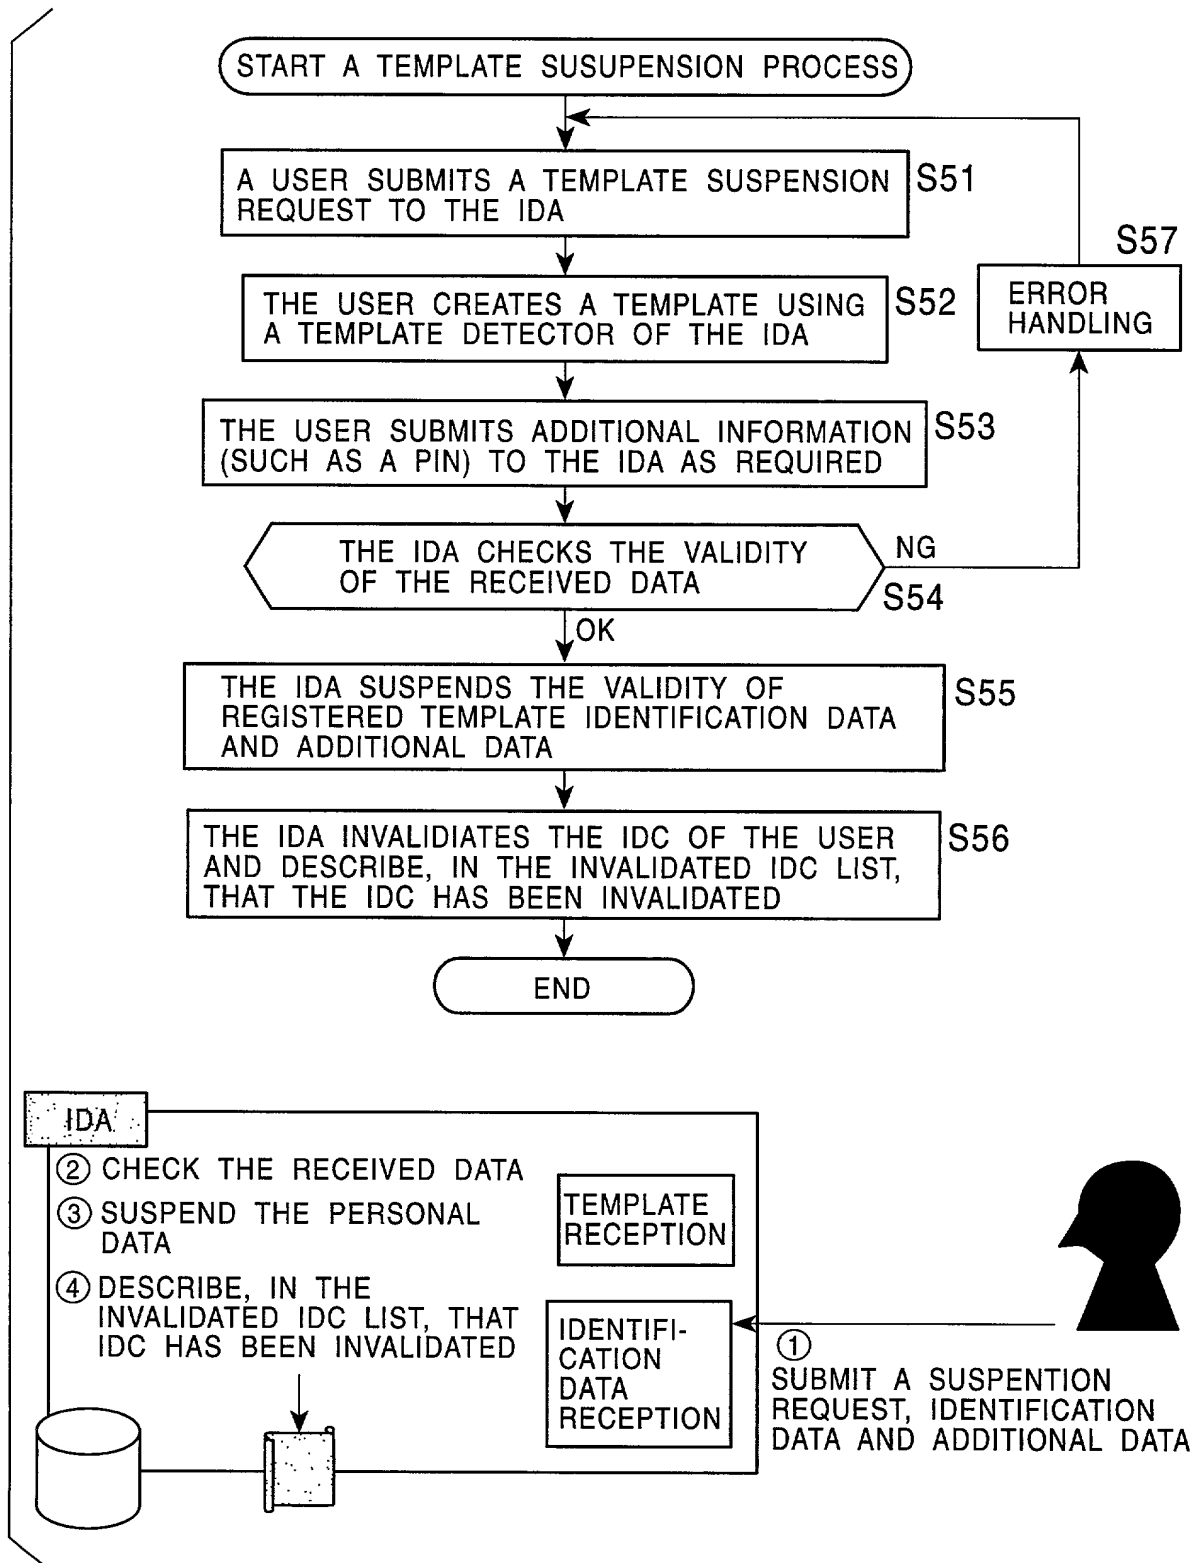 START A TEMPLATE SUSUPENSION PROCESS
A USER SUBMITS A TEMPLATE SUSPENSION
REQUEST TO THE IDA
S51
S57
ERROR
HANDLING
THE USER CREATES A TEMPLATE USING
A TEMPLATE DETECTOR OF THE IDA
S52
THE USER SUBMITS ADDITIONAL INFORMATION
(SUCH AS A PIN) TO THE IDA AS REQUIRED
S53
THE IDA CHECKS THE VALIDITY
OF THE RECEIVED DATA
NG
S54
OK
THE IDA SUSPENDS THE VALIDITY OF
REGISTERED TEMPLATE IDENTIFICATION DATA
AND ADDITIONAL DATA
S55
THE IDA INVALIDIATES THE IDC OF THE USER
AND DESCRIBE, IN THE INVALIDATED IDC LIST,
THAT THE IDC HAS BEEN INVALIDATED
S56
END
IDA
② CHECK THE RECEIVED DATA
③ SUSPEND THE PERSONAL
DATA
④ DESCRIBE, IN THE
INVALIDATED IDC LIST, THAT
IDC HAS BEEN INVALIDATED
TEMPLATE
RECEPTION
IDENTIFI-
CATION
DATA
RECEPTION
①
SUBMIT A SUSPENTION
REQUEST, IDENTIFICATION
DATA AND ADDITIONAL DATA